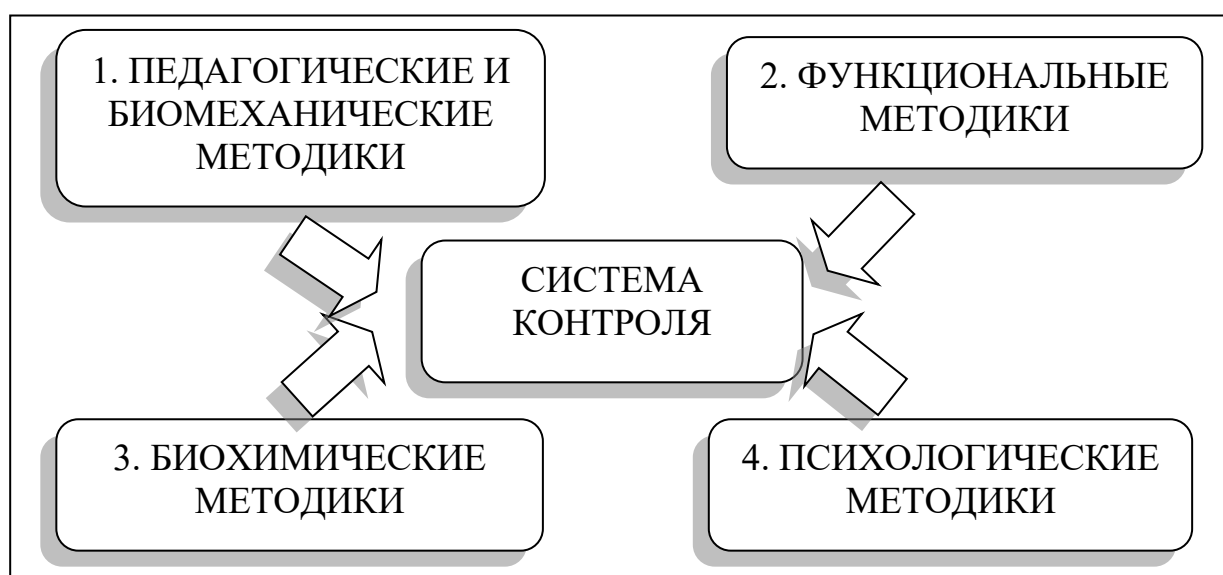 1. ПЕДАГОГИЧЕСКИЕ И
БИОМЕХАНИЧЕСКИЕ
МЕТОДИКИ
2. ФУНКЦИОНАЛЬНЫЕ
МЕТОДИКИ
СИСТЕМА
КОНТРОЛЯ
3. БИОХИМИЧЕСКИЕ
МЕТОДИКИ
4. ПСИХОЛОГИЧЕСКИЕ
МЕТОДИКИ